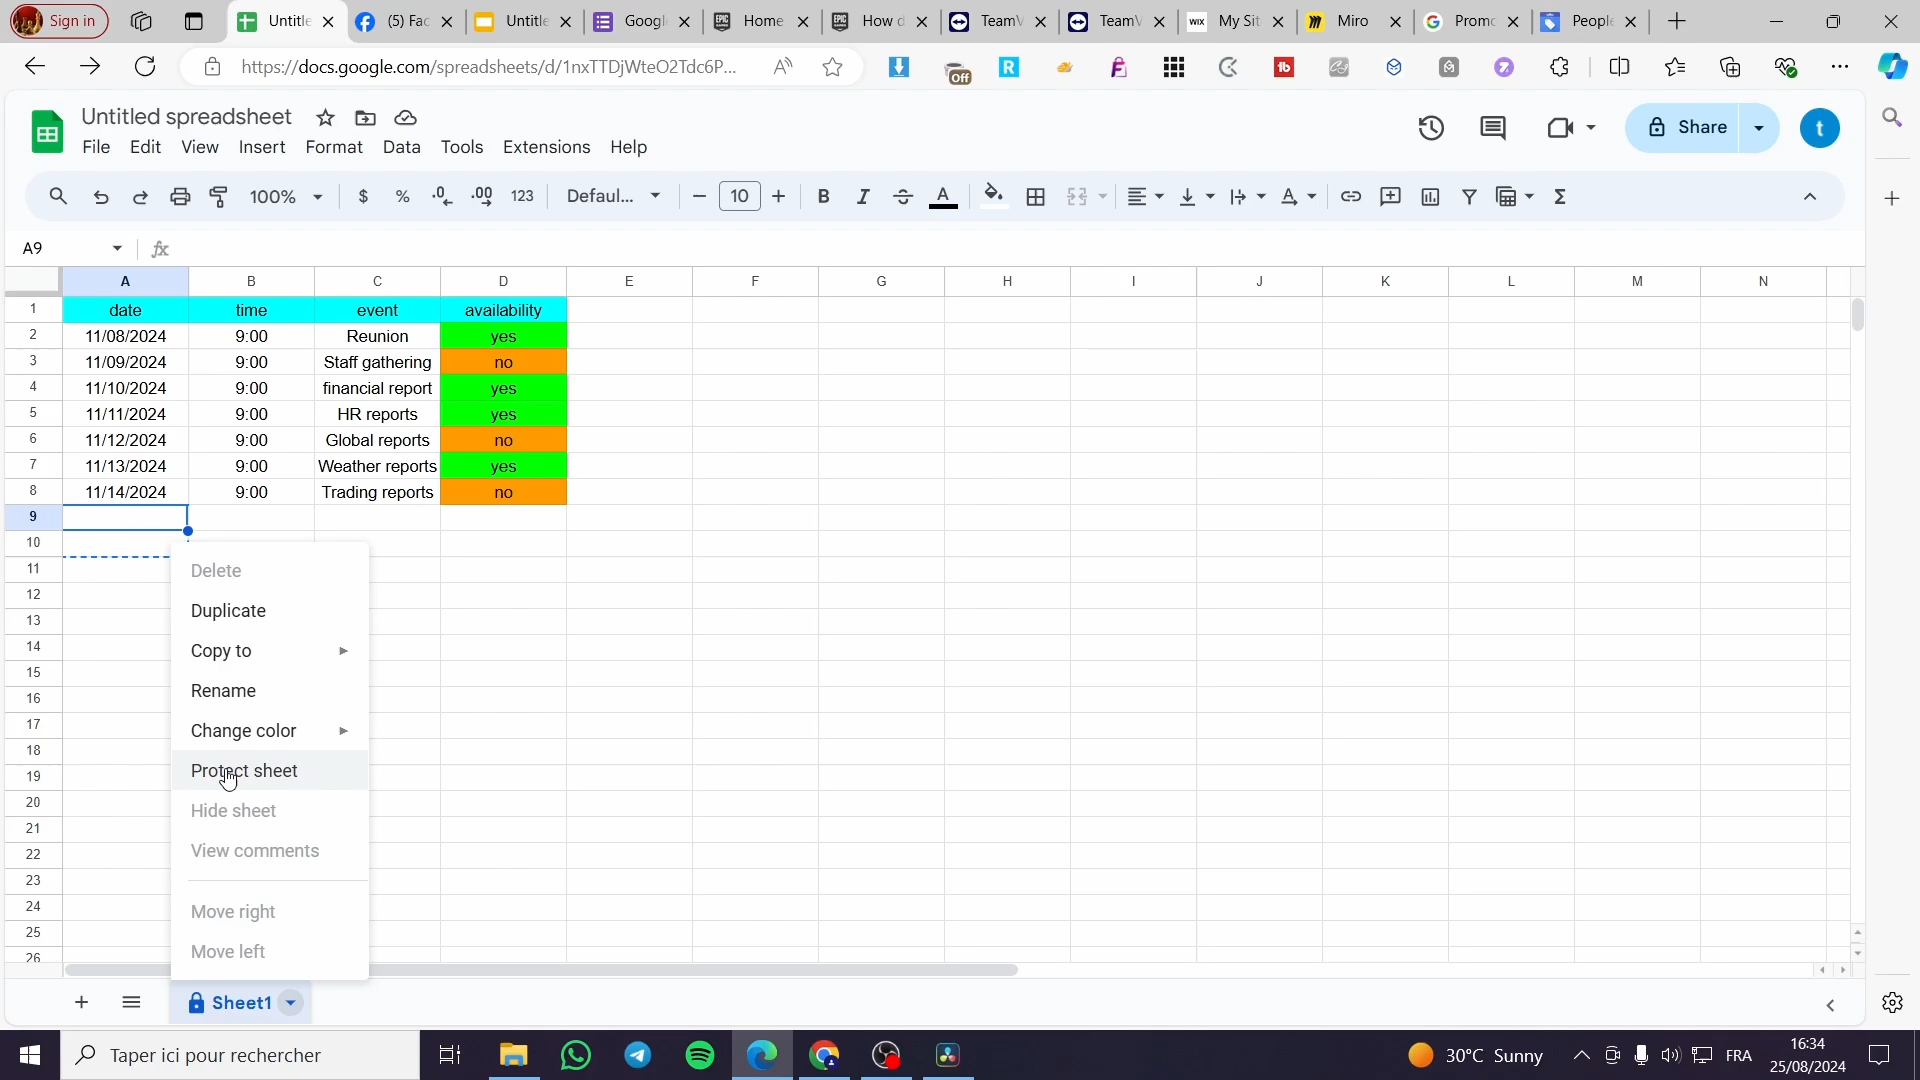 Sign in
Untitle
(5) Fac
Untitle
Google
Home
How d
TeamV
TeamV
WIX
My Sit
Miro
Promo
People
https://docs.google.com/spreadsheets/d/1nxTTDjWteO2Tdc6P...
Off
Untitled spreadsheet
File Edit View Insert Format Data Tools Extensions Help
Share
t
100%
$ % .0 .00 123
Defaul...
10
B I A
A9
fx
A B C D E F G H I J K L M N
1 date time event availability
2 11/08/2024 9:00 Reunion yes
3 11/09/2024 9:00 Staff gathering no
4 11/10/2024 9:00 financial report yes
5 11/11/2024 9:00 HR reports yes
6 11/12/2024 9:00 Global reports no
7 11/13/2024 9:00 Weather reports yes
8 11/14/2024 9:00 Trading reports no
9
10
11
12
13
14
15
16
17
18
19
20
21
22
23
24
25
26
Delete
Duplicate
Copy to
Rename
Change color
Protect sheet
Hide sheet
View comments
Move right
Move left
Sheet1
Taper ici pour rechercher
30°C Sunny
FRA
16:34
25/08/2024